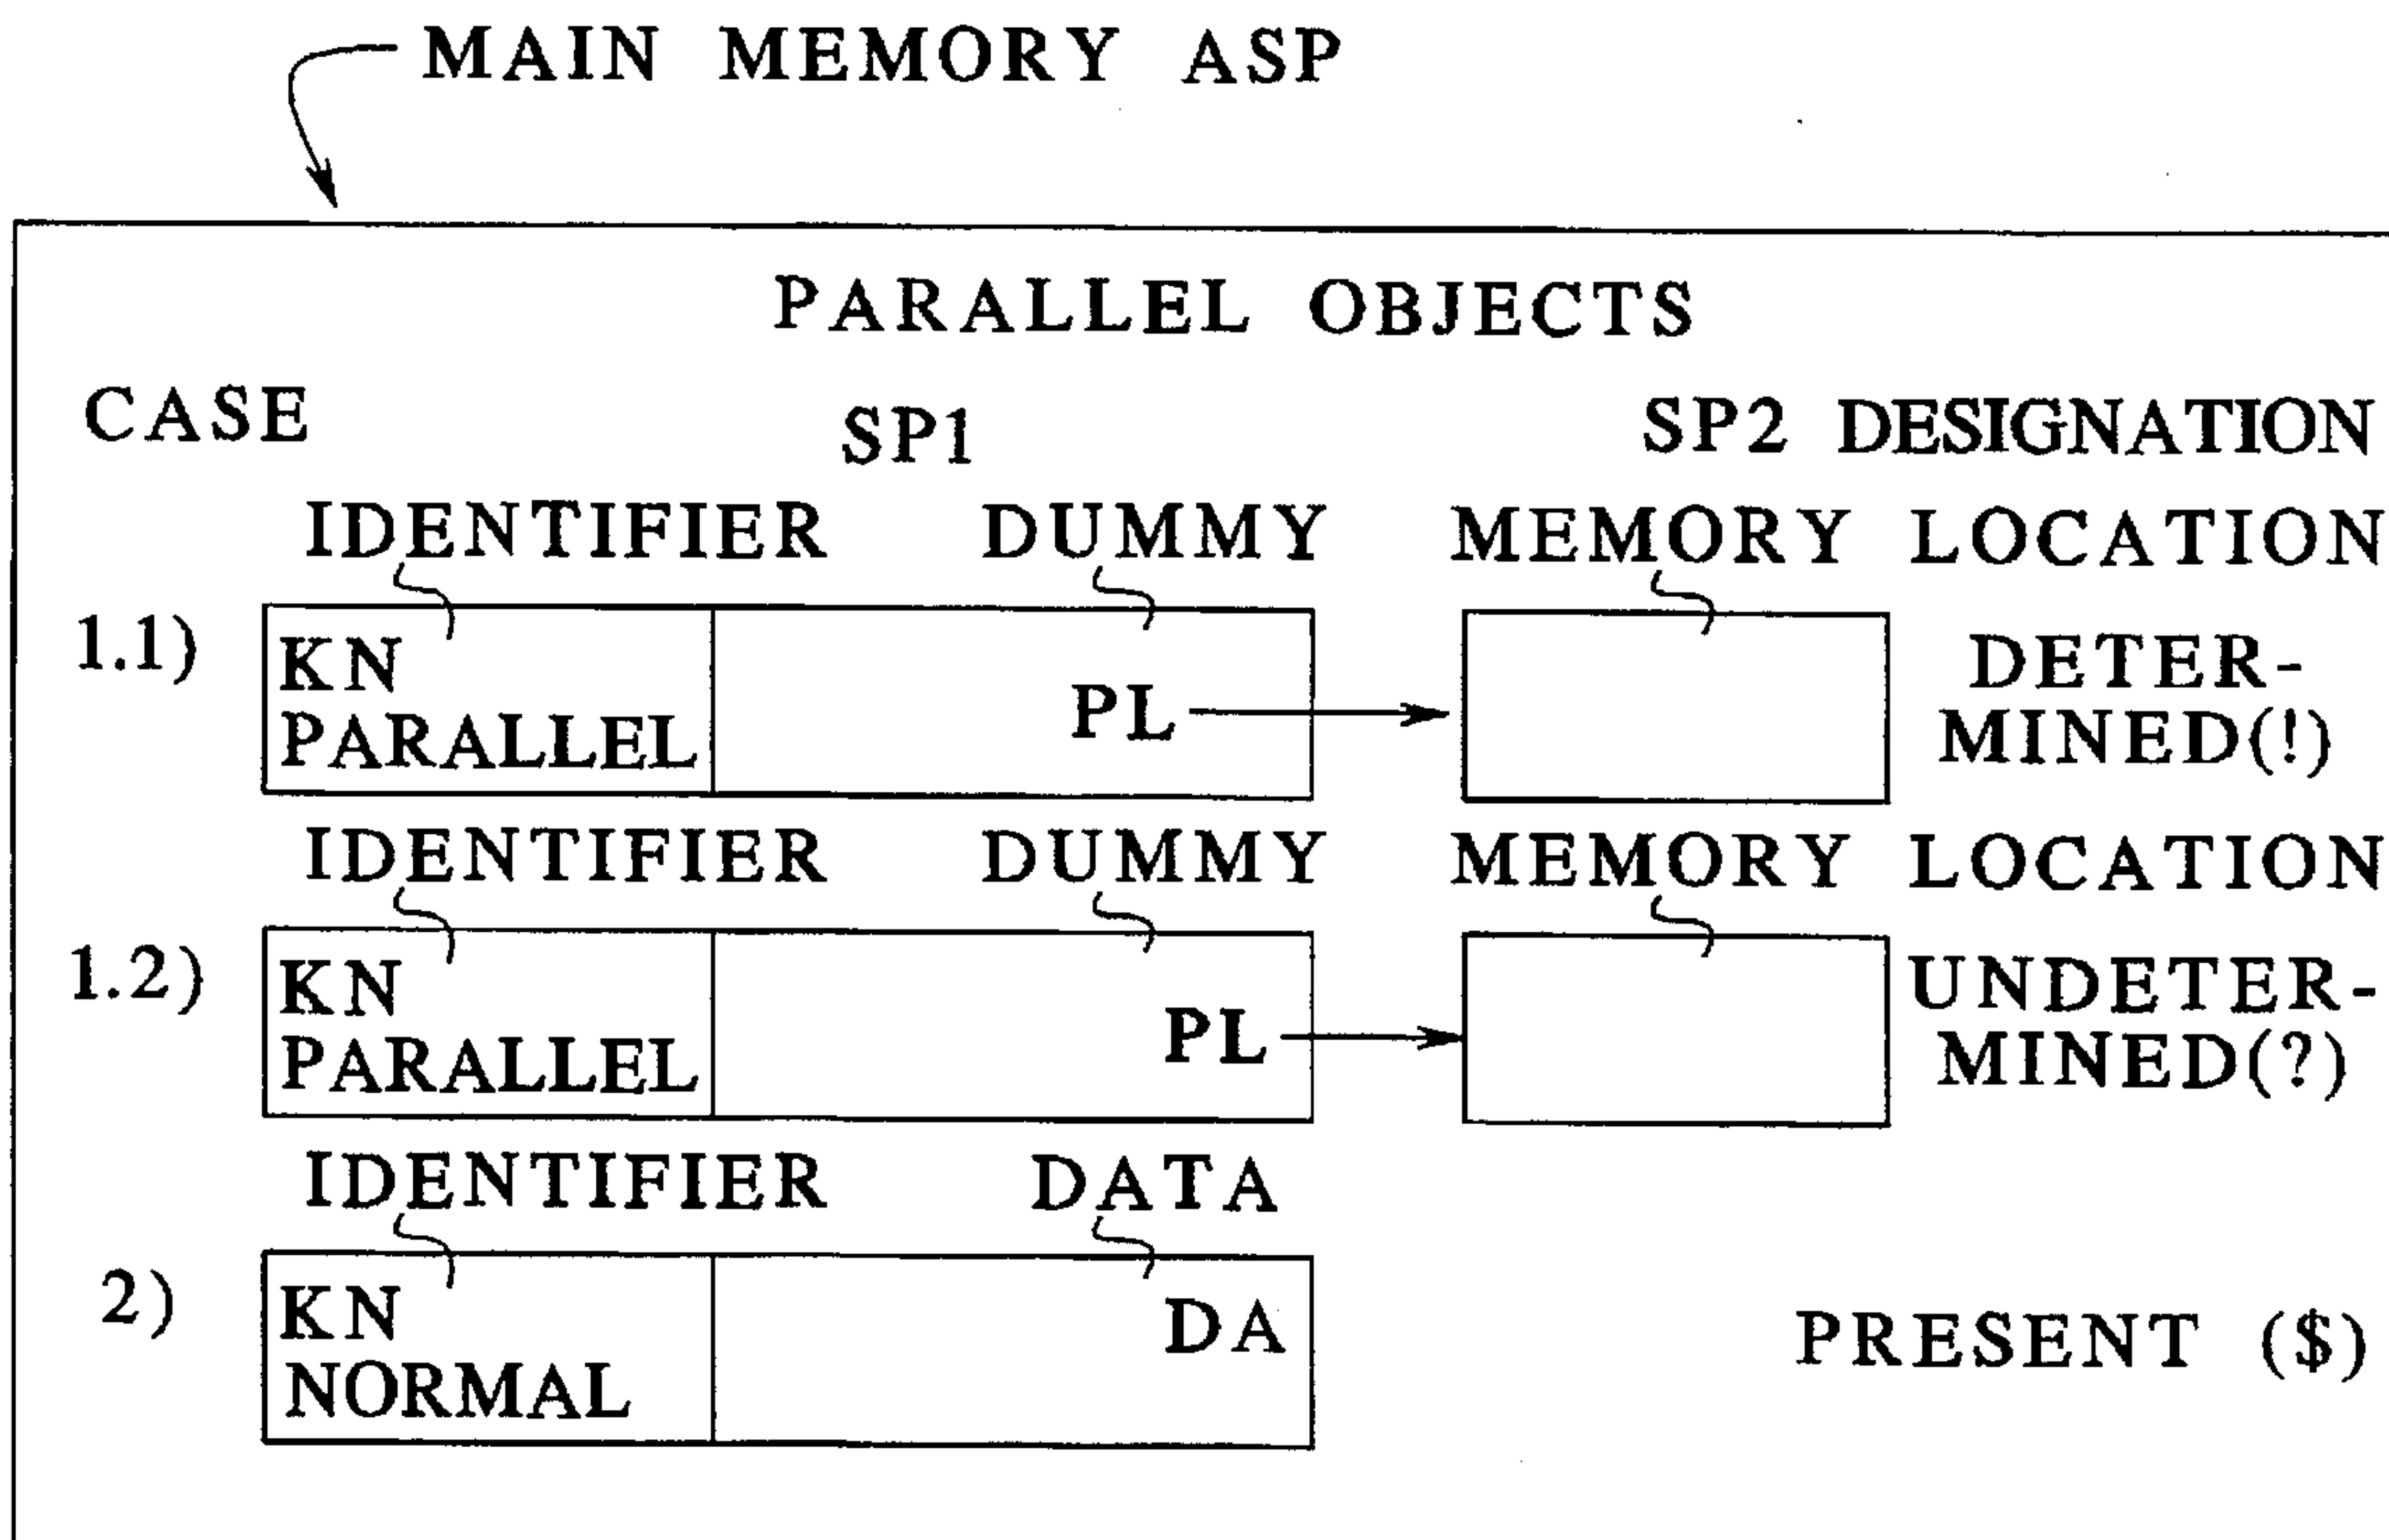 MAIN MEMORY ASP
PARALLEL OBJECTS
CASE SP1 SP2 DESIGNATION
IDENTIFIER DUMMY MEMORY LOCATION
1.1) KN PARALLEL PL DETER-
MINED(!)
IDENTIFIER DUMMY MEMORY LOCATION
1.2) KN PARALLEL PL UNDETER-
MINED(?)
IDENTIFIER DATA
2) KN NORMAL DA PRESENT ($)